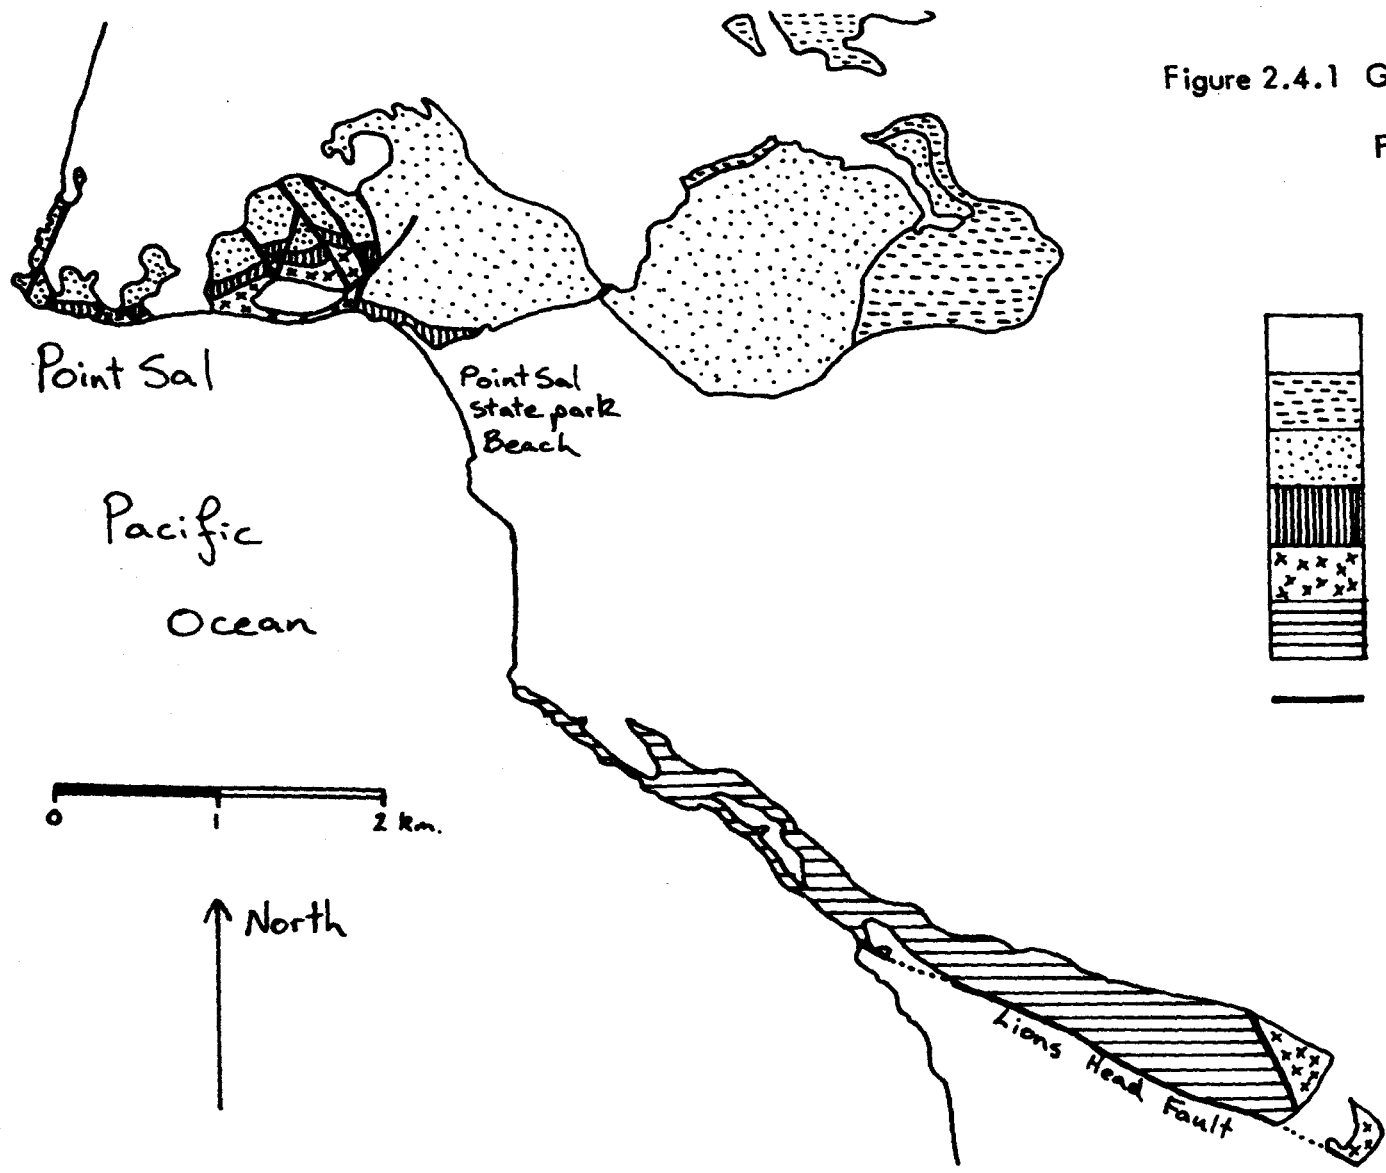 Figure 2.4.1 G
F
Point Sal
Point Sal
state park
Beach
Pacific
Ocean
0 1 2 km.
North
Lions Head Fault